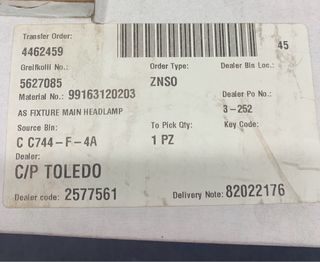 Transfer Order:
4462459
45
Greifkolli No.: Order Type: Dealer Bin Loc.:
5627085 ZNSO
Material No.: 99163120203 Dealer Po No.:
AS FIXTURE MAIN HEADLAMP 3-252
Source Bin: To Pick Qty: Key Code:
C C744-F-4A 1 PZ
Dealer:
C/P TOLEDO
Dealer code: 2577561 Delivery Note: 82022176